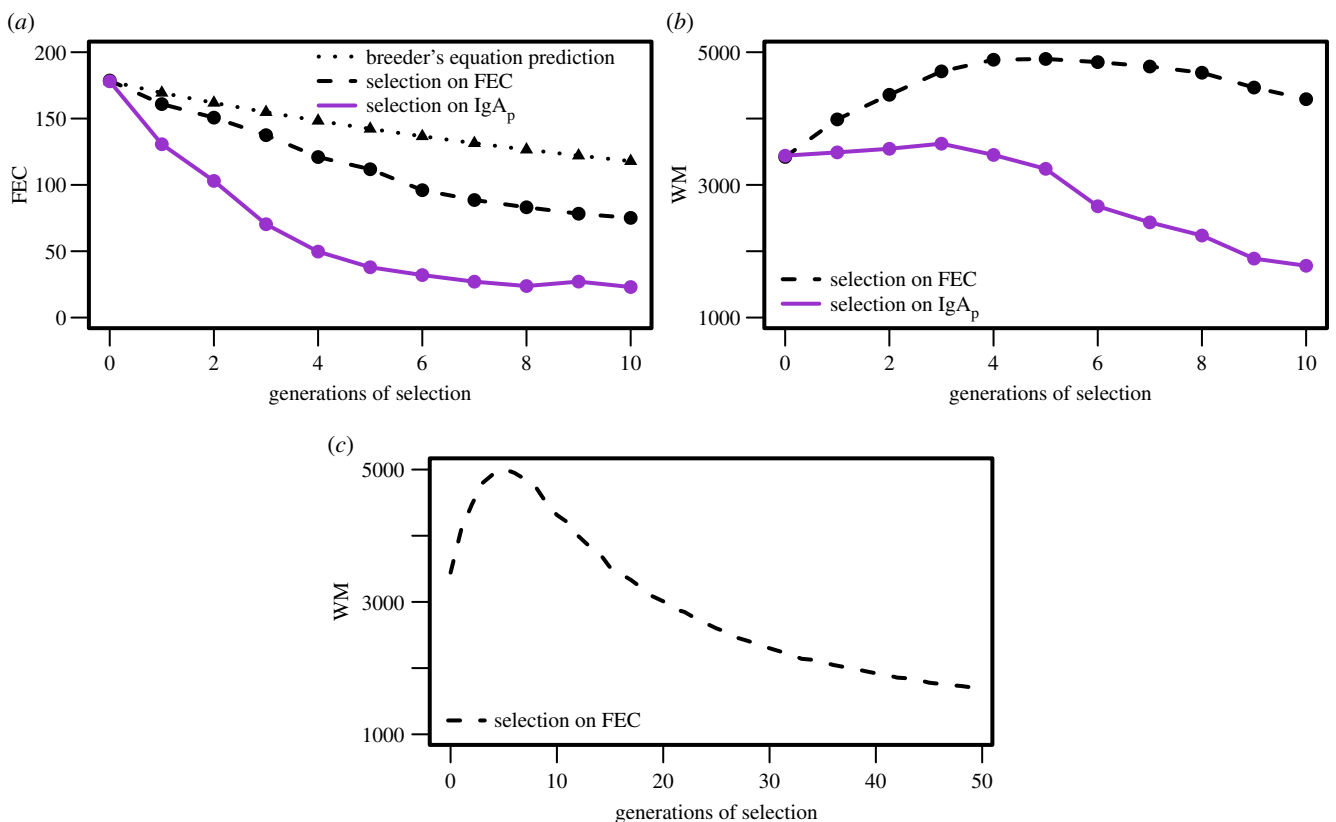 (a)
200
150
100
50
0
FEC
breeder's equation prediction
selection on FEC
selection on IgAp
0 2 4 6 8 10
generations of selection
(b)
5000
3000
1000
WM
selection on FEC
selection on IgAp
0 2 4 6 8 10
generations of selection
(c)
5000
3000
1000
WM
selection on FEC
0 10 20 30 40 50
generations of selection